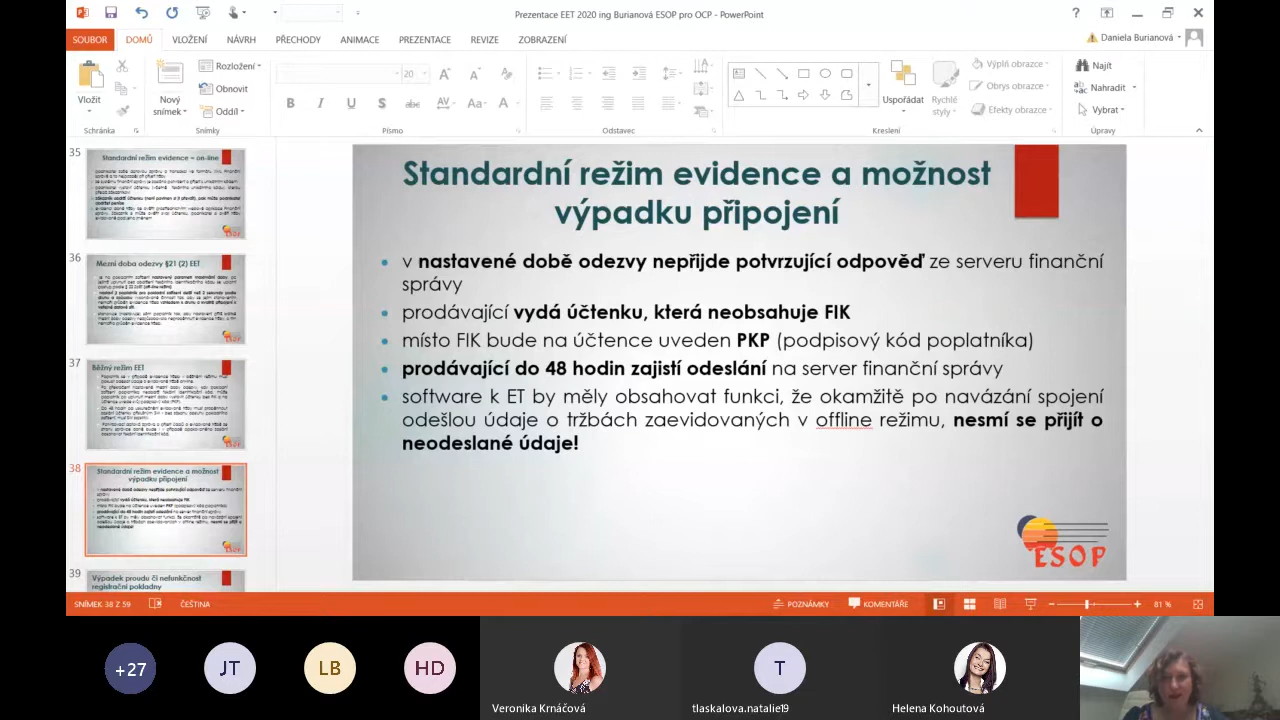 Prezentace EET 2020 ing Burianová ESOP pro OCP - PowerPoint
?
SOUBOR DOMŮ VLOŽENÍ NÁVRH PŘECHODY ANIMACE PREZENTACE REVIZE ZOBRAZENÍ Daniela Burianová
Vložit
Nový snímek
Rozložení
Obnovit
Oddíl
20
B I U S abc AV Aa A
Uspořádat
Rychlé styly
Výplň obrazce
Obrys obrazce
Efekty obrazce
Najít
Nahradit
Vybrat
Schránka Snímky Písmo Odstavec Kreslení Úpravy
35
Standardní režim evidence – on-line
36
Mezní doba odezvy §21 (2) EET
37
Běžný režim EET
38
Standardní režim evidence a možnost
výpadku připojení
39
Výpadek proudu či nefunkčnost
registrační pokladny
Standardní režim evidence a možnost
výpadku připojení
v nastavené době odezvy nepřijde potvrzující odpověď ze serveru finanční
správy
prodávající vydá účtenku, která neobsahuje FIK
místo FIK bude na účtence uveden PKP (podpisový kód poplatníka)
prodávající do 48 hodin zajistí odeslání na server finanční správy
software k ET by měly obsahovat funkci, že okamžitě po navázání spojení
odešlou údaje o tržbách zaevidovaných v offline režimu, nesmí se přijít o
neodeslané údaje!
ESOP
SNÍMEK 38 Z 59 ČEŠTINA POZNÁMKY KOMENTÁŘE 81 %
+27 JT LB HD T
Veronika Krnáčová tlaskalova.natalie19 Helena Kohoutová